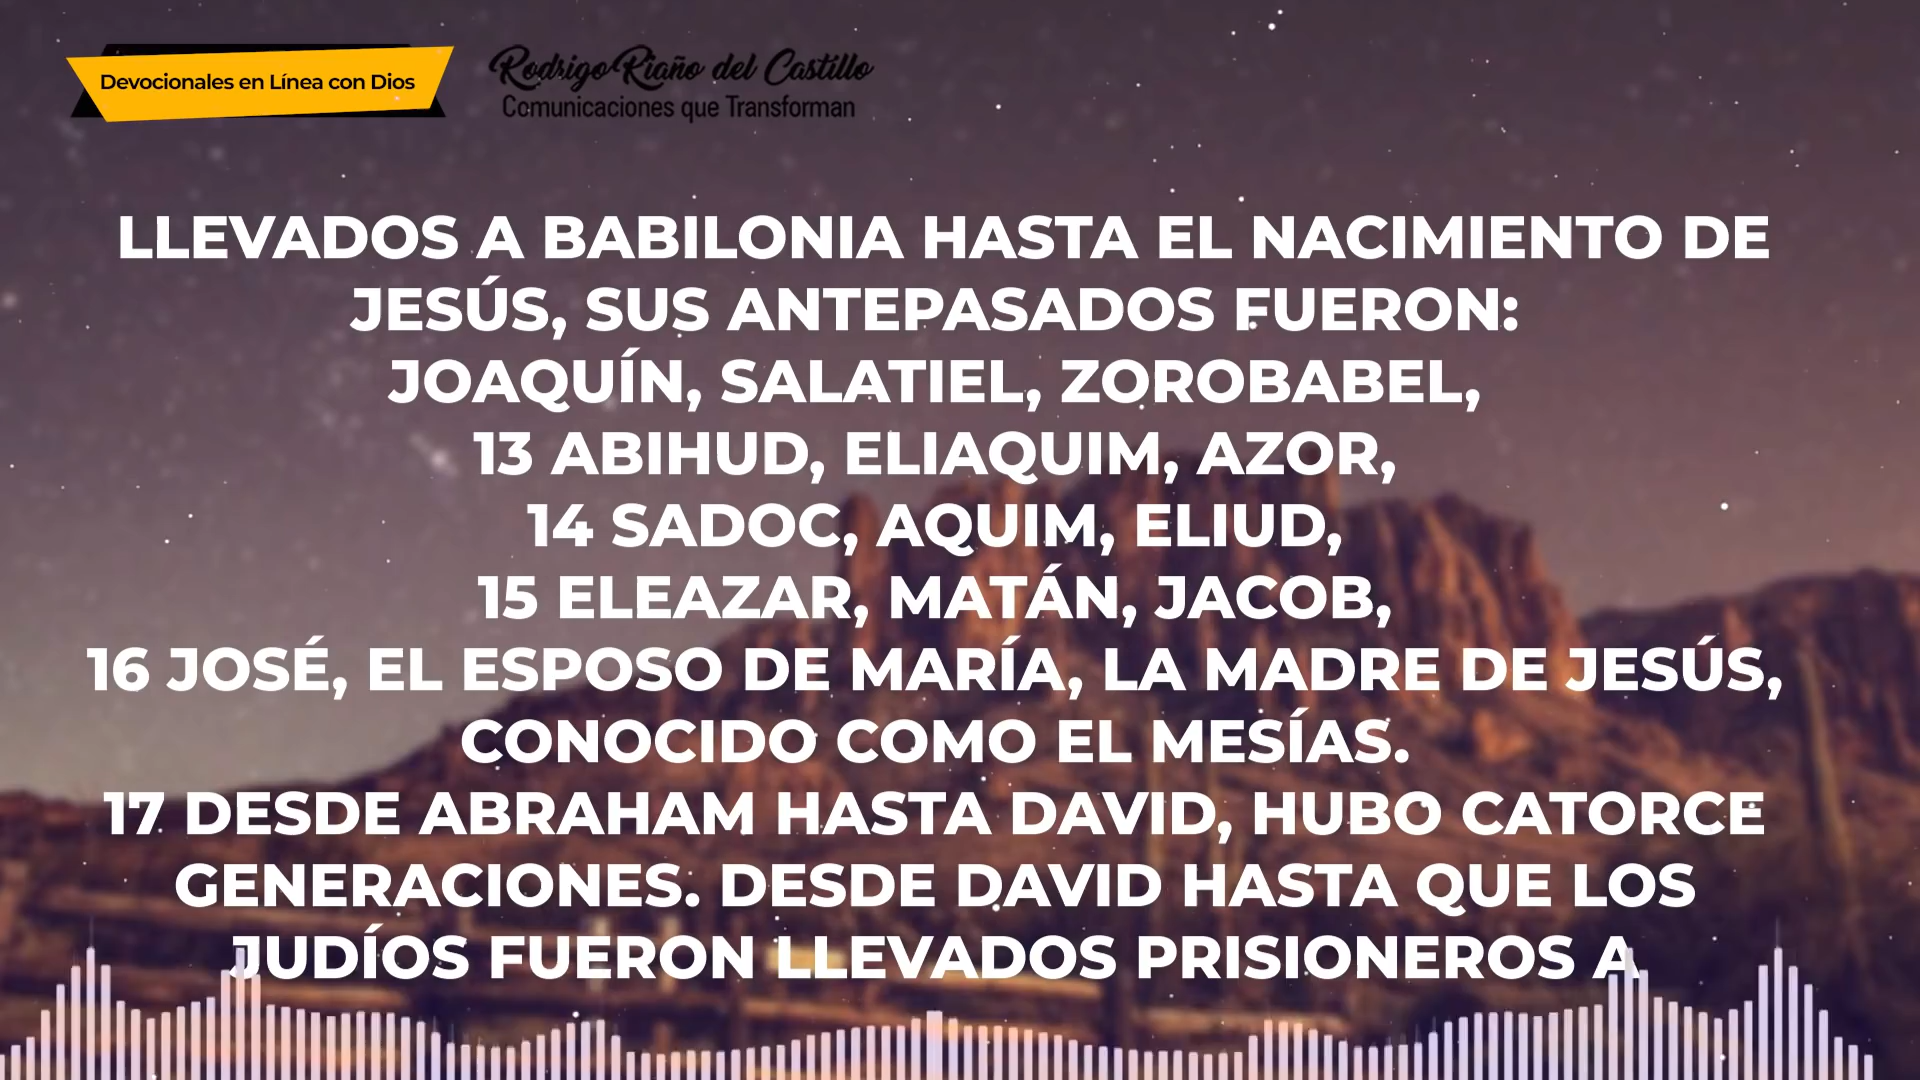 Devocionales en Línea con Dios
Rodrigo Riaño del Castillo
Comunicaciones que Transforman
LLEVADOS A BABILONIA HASTA EL NACIMIENTO DE
JESÚS, SUS ANTEPASADOS FUERON:
JOAQUÍN, SALATIEL, ZOROBABEL,
13 ABIHUD, ELIAQUIM, AZOR,
14 SADOC, AQUIM, ELIUD,
15 ELEAZAR, MATÁN, JACOB,
16 JOSÉ, EL ESPOSO DE MARÍA, LA MADRE DE JESÚS,
CONOCIDO COMO EL MESÍAS.
17 DESDE ABRAHAM HASTA DAVID, HUBO CATORCE
GENERACIONES. DESDE DAVID HASTA QUE LOS
JUDÍOS FUERON LLEVADOS PRISIONEROS A